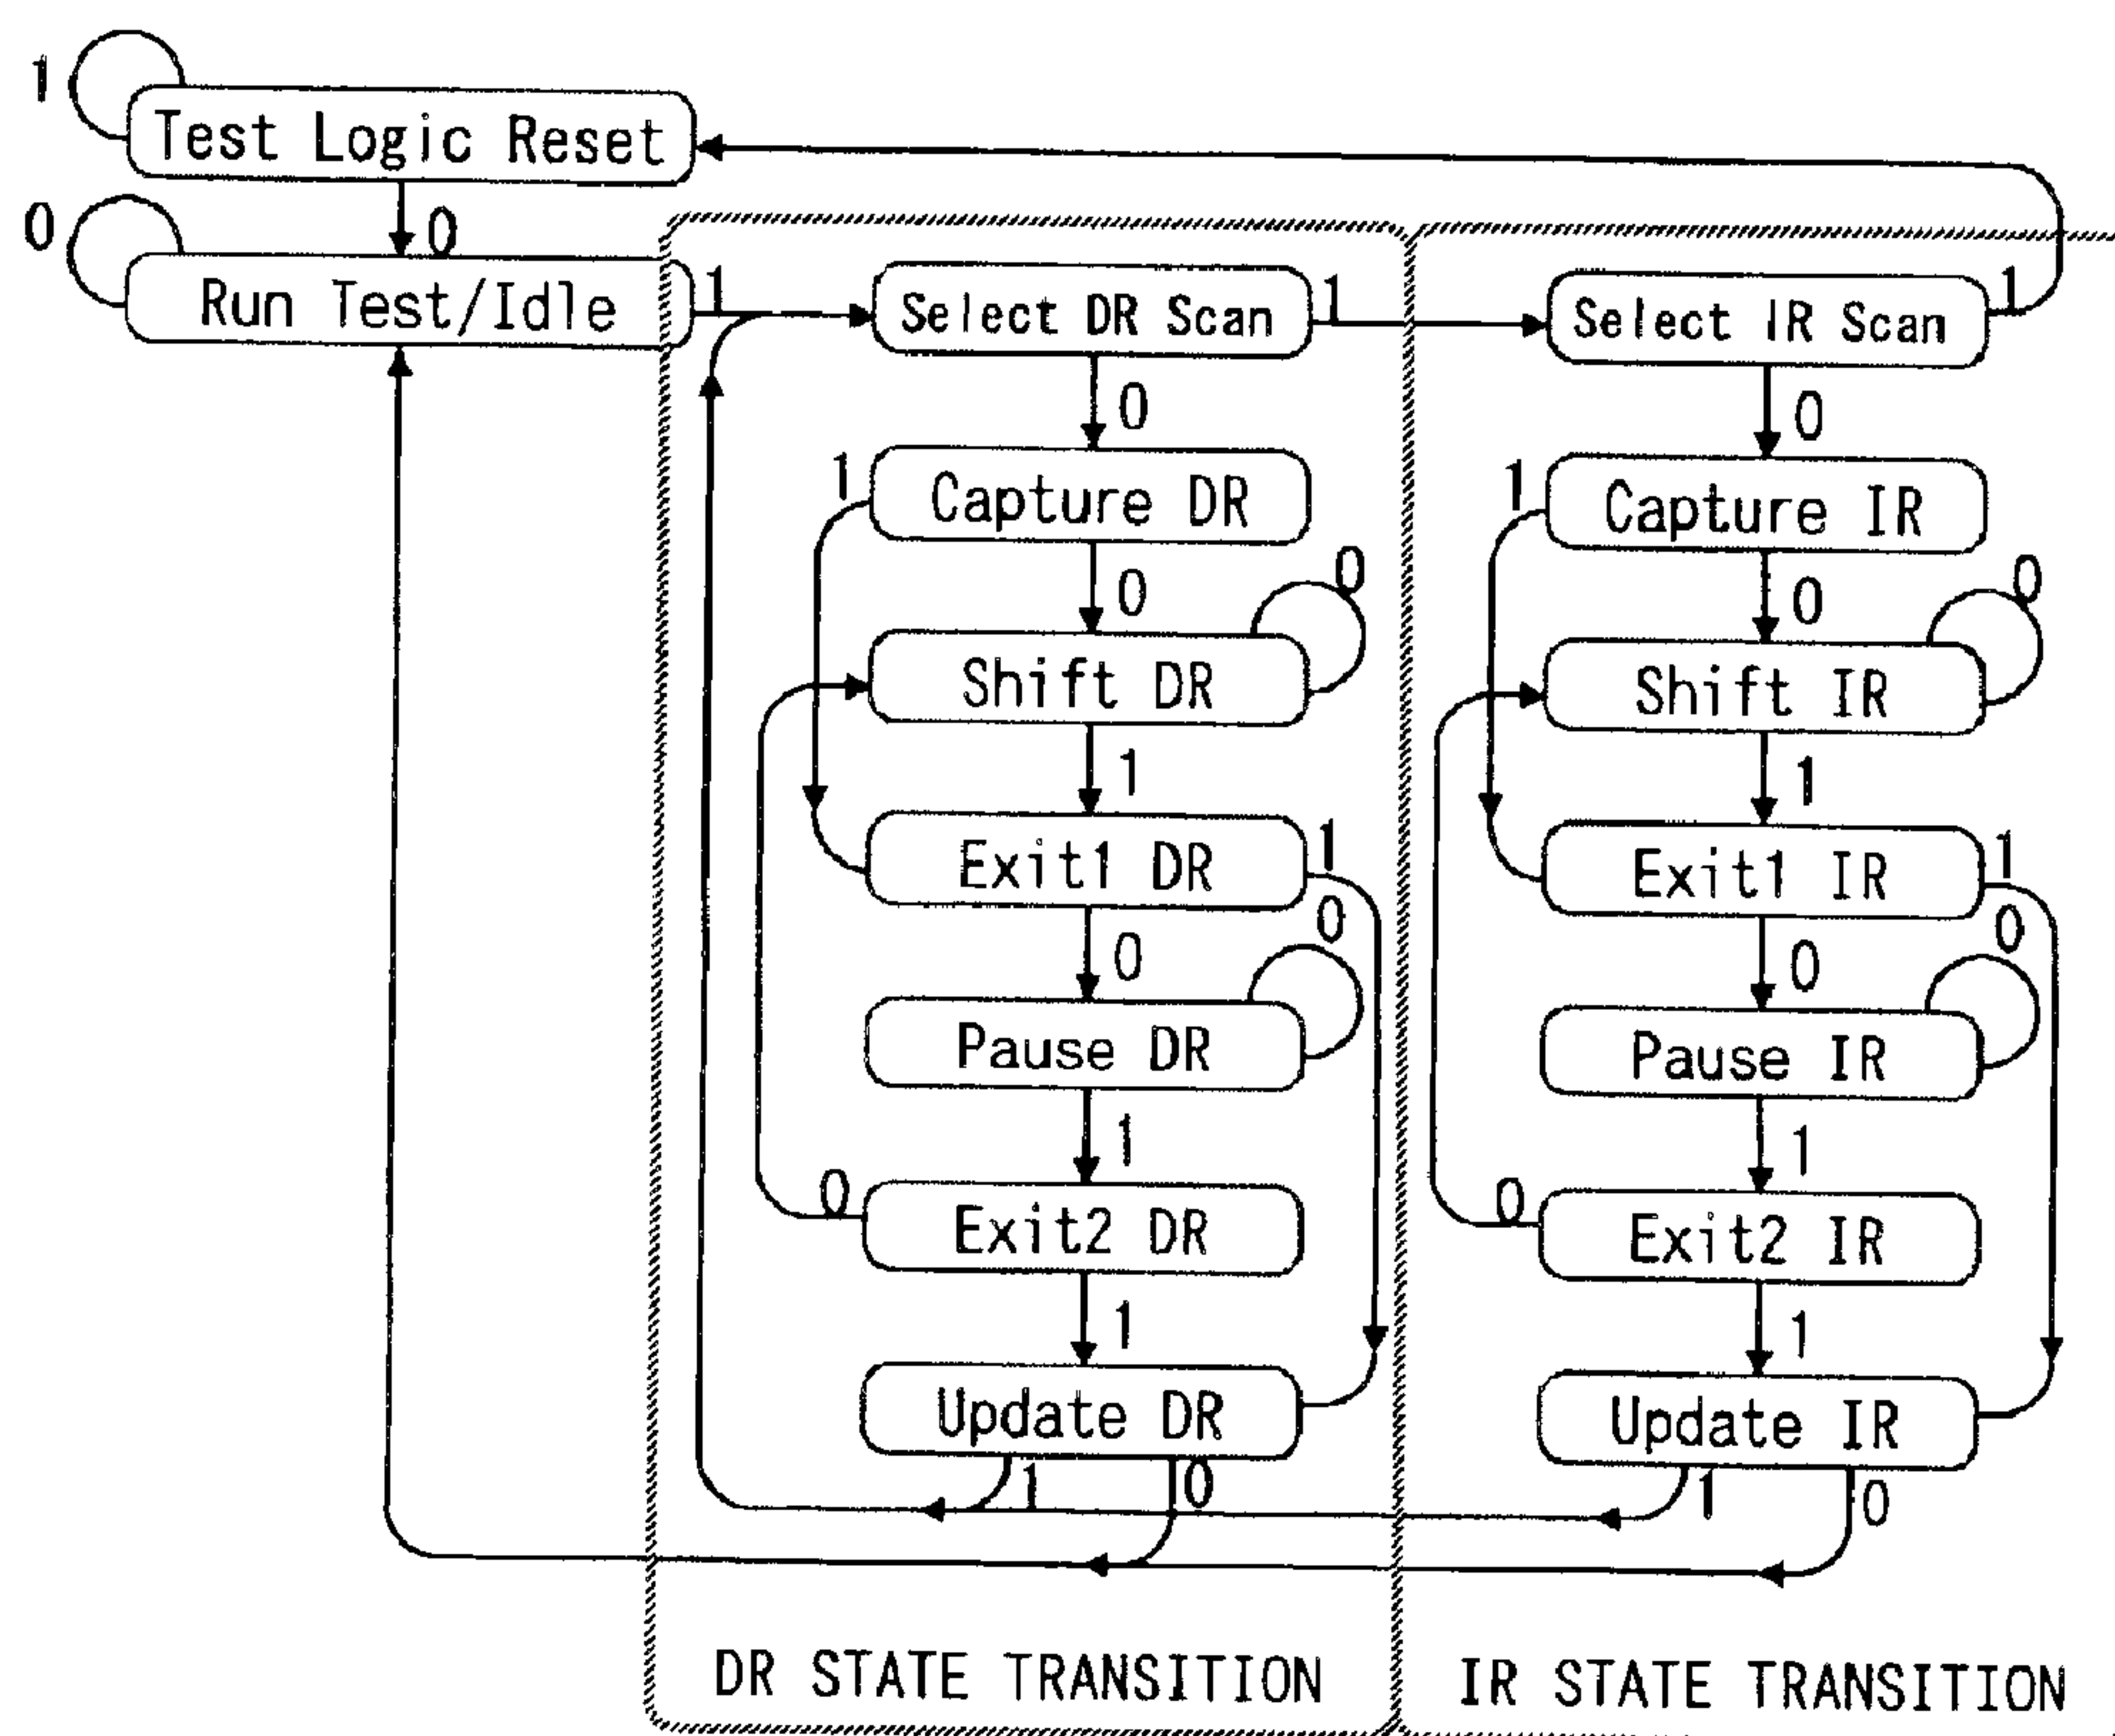 1
Test Logic Reset
0
0
Run Test/Idle
1
Select DR Scan
1
Select IR Scan
1
0
0
1
Capture DR
1
Capture IR
0
0
0
0
Shift DR
Shift IR
1
1
Exit1 DR
1
Exit1 IR
1
0
0
0
0
Pause DR
Pause IR
1
1
0
Exit2 DR
0
Exit2 IR
1
1
Update DR
Update IR
1
0
1
0
DR STATE TRANSITION
IR STATE TRANSITION